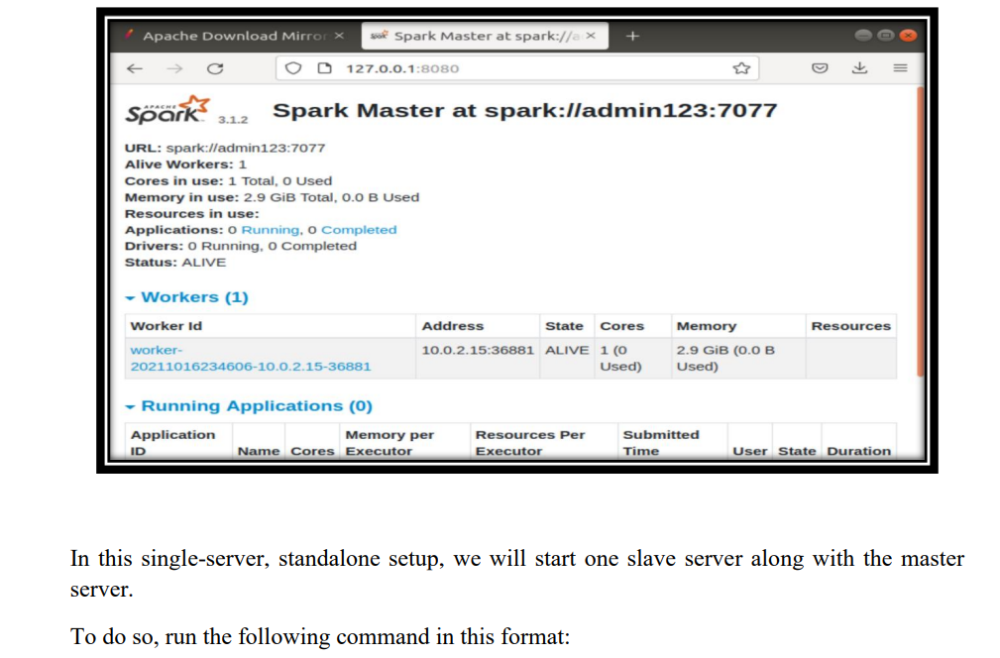 Apache Download Mirror ×
Spark Master at spark://a ×
+
127.0.0.1:8080
APACHE
Spark 3.1.2
Spark Master at spark://admin123:7077
URL: spark://admin123:7077
Alive Workers: 1
Cores in use: 1 Total, 0 Used
Memory in use: 2.9 GiB Total, 0.0 B Used
Resources in use:
Applications: 0 Running, 0 Completed
Drivers: 0 Running, 0 Completed
Status: ALIVE
Workers (1)
Worker Id Address State Cores Memory Resources
worker- 10.0.2.15:36881 ALIVE 1 (0 2.9 GiB (0.0 B
20211016234606-10.0.2.15-36881 Used) Used)
Running Applications (0)
Application Memory per Resources Per Submitted
ID Name Cores Executor Executor Time User State Duration
In this single-server, standalone setup, we will start one slave server along with the master
server.
To do so, run the following command in this format: